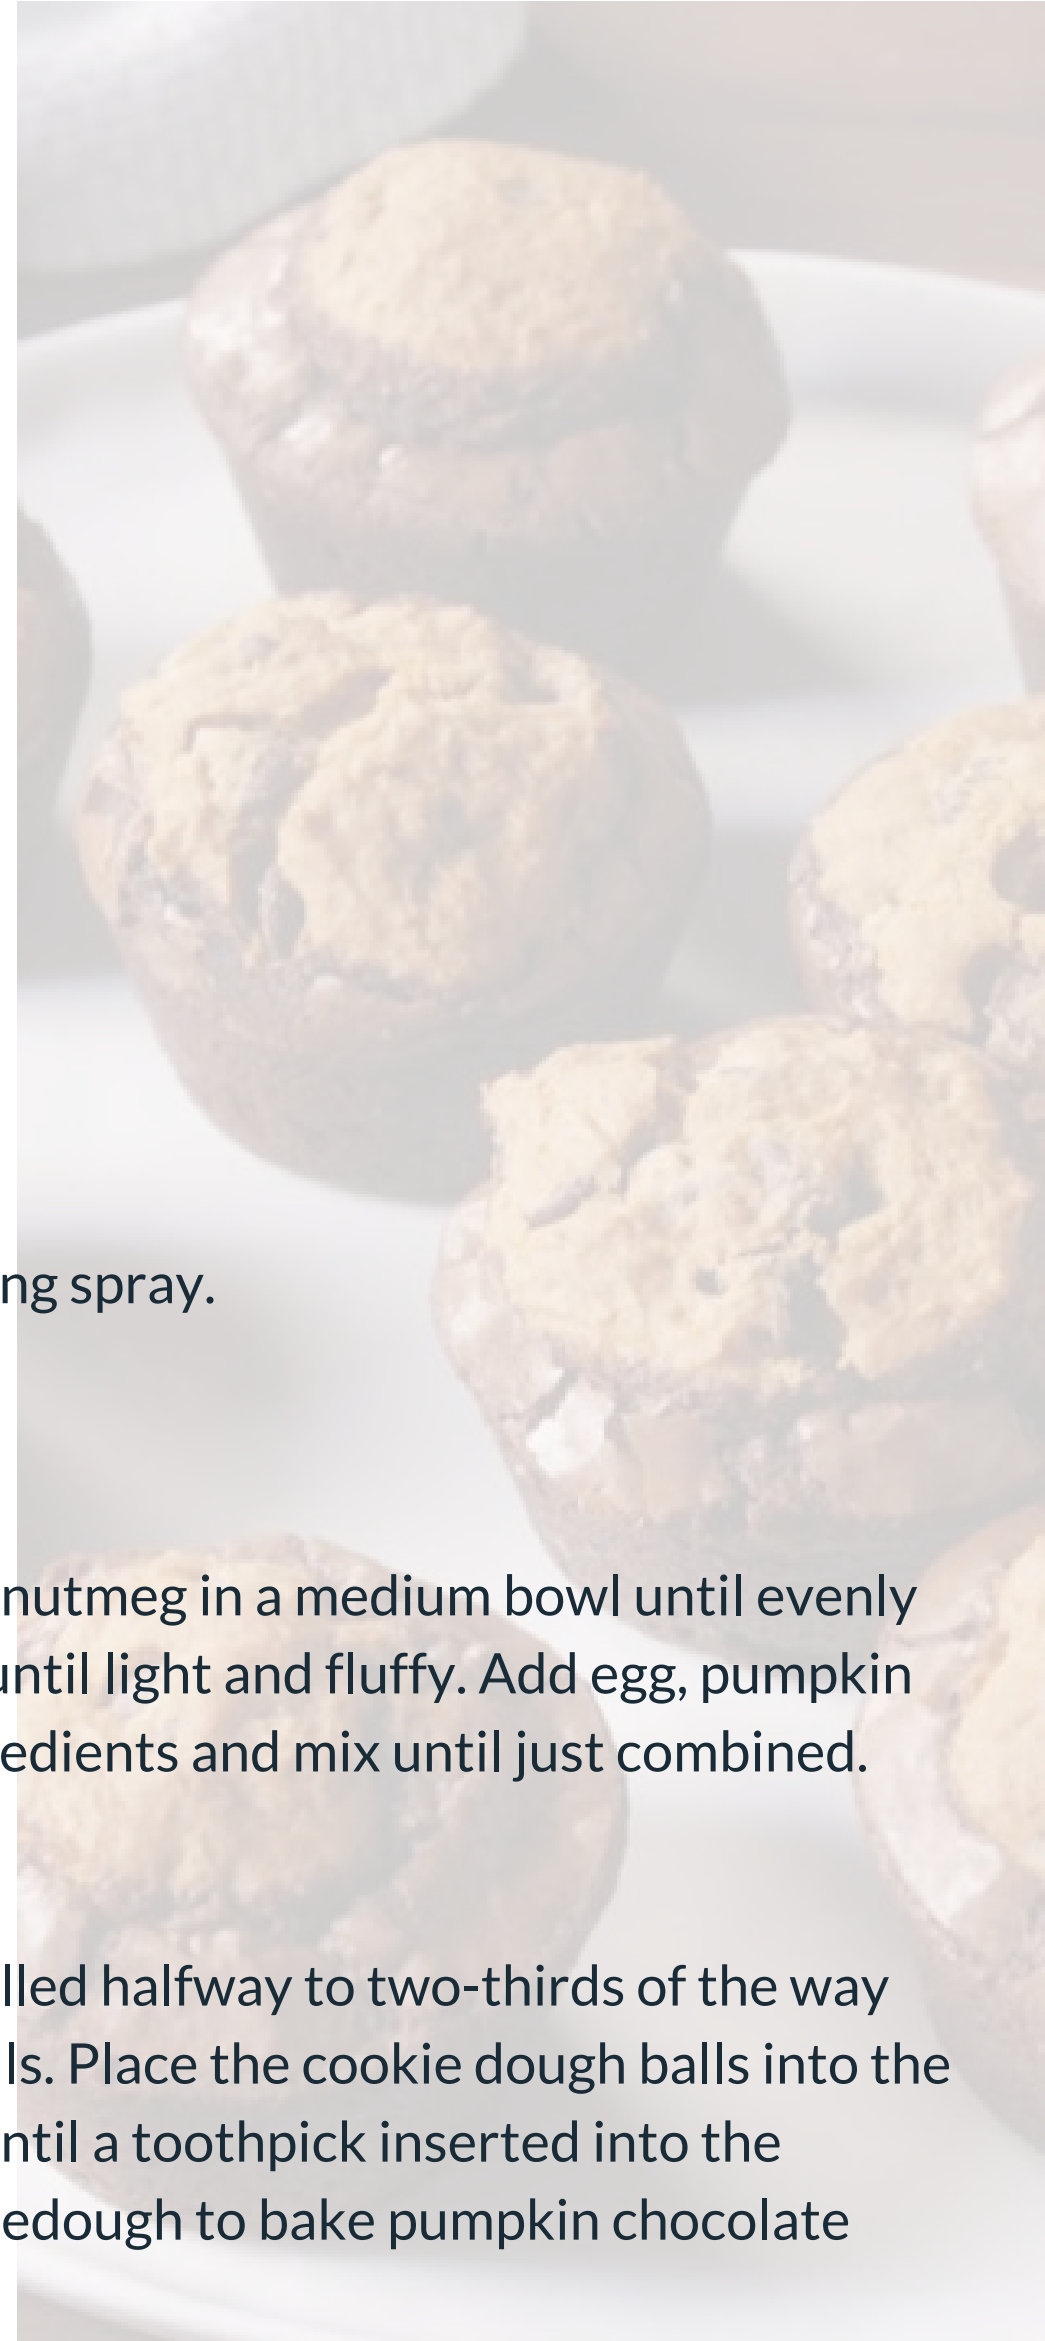 ng spray.
nutmeg in a medium bowl until evenly
until light and fluffy. Add egg, pumpkin
edients and mix until just combined.
lled halfway to two-thirds of the way
ls. Place the cookie dough balls into the
ntil a toothpick inserted into the
edough to bake pumpkin chocolate